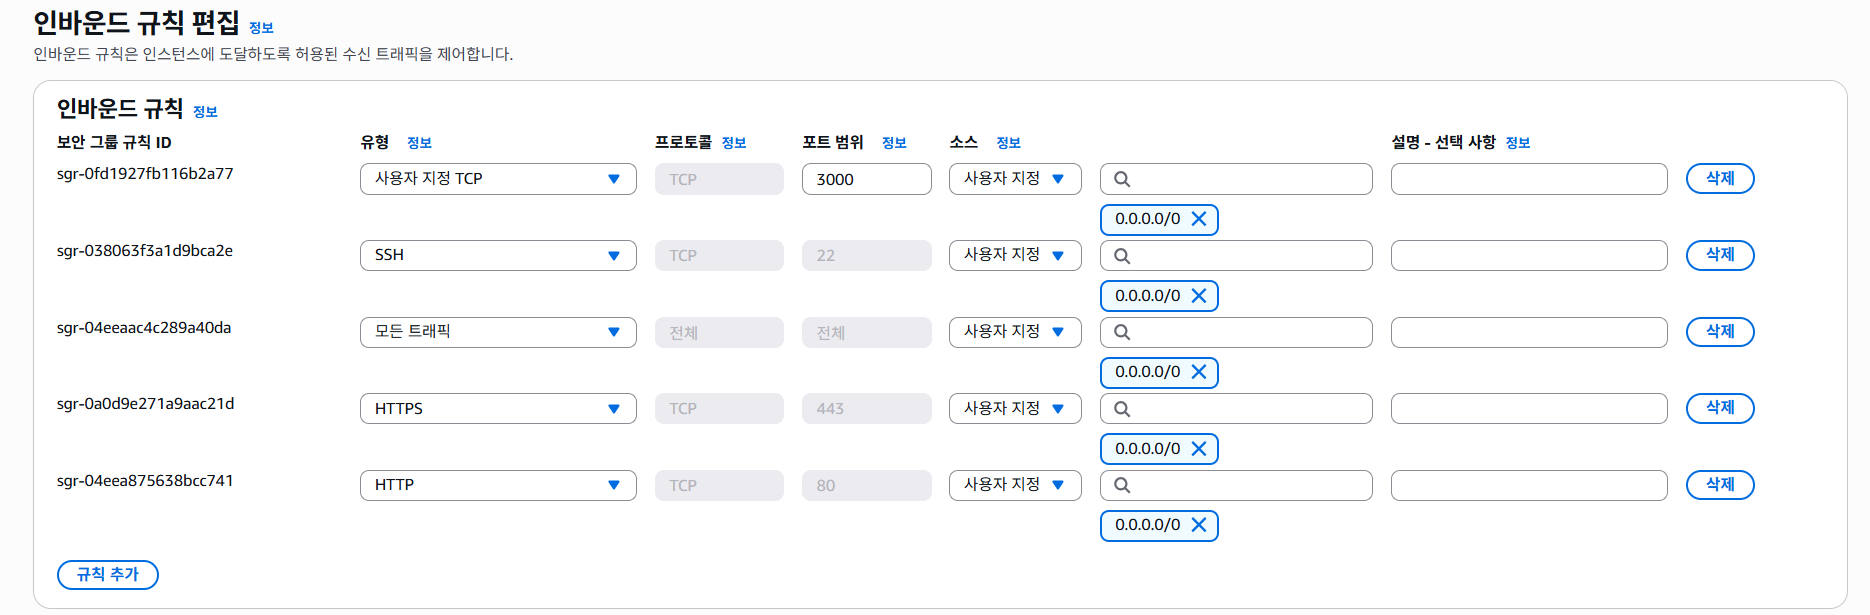 인바운드 규칙 편집 정보
인바운드 규칙은 인스턴스에 도달하도록 허용된 수신 트래픽을 제어합니다.
인바운드 규칙 정보
보안 그룹 규칙 ID 유형 정보 프로토콜 정보 포트 범위 정보 소스 정보 설명 - 선택 사항 정보
sgr-0fd1927fb116b2a77 사용자 지정 TCP TCP 3000 사용자 지정 삭제
0.0.0.0/0
sgr-038063f3a1d9bca2e SSH TCP 22 사용자 지정 삭제
0.0.0.0/0
sgr-04eeaac4c289a40da 모든 트래픽 전체 전체 사용자 지정 삭제
0.0.0.0/0
sgr-0a0d9e271a9aac21d HTTPS TCP 443 사용자 지정 삭제
0.0.0.0/0
sgr-04eea875638bcc741 HTTP TCP 80 사용자 지정 삭제
0.0.0.0/0
규칙 추가